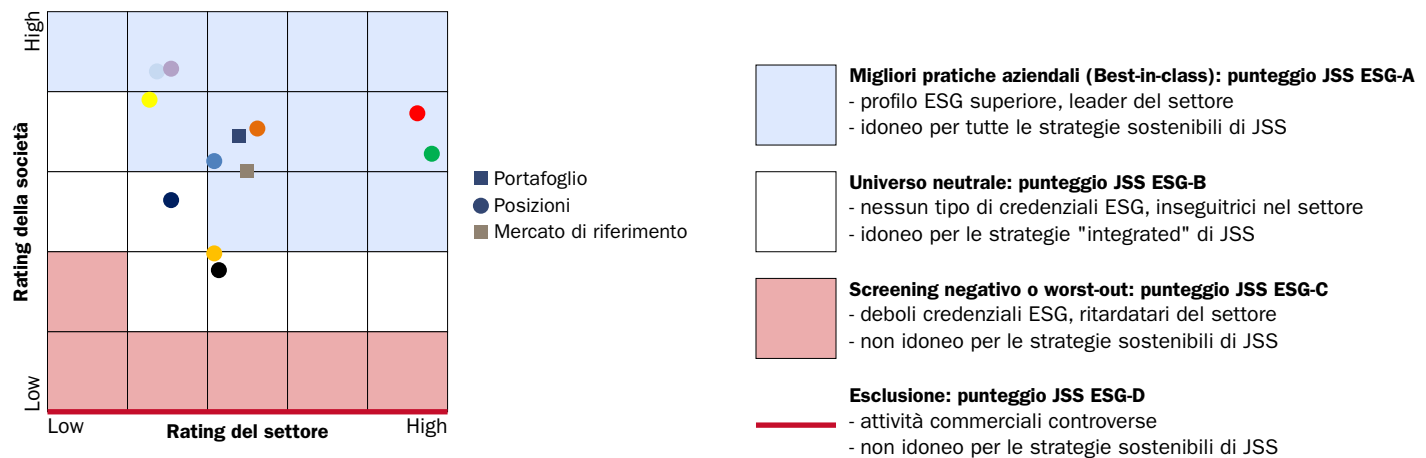 High
Rating della società
Low
Low
Rating del settore
High
Portafoglio
Posizioni
Mercato di riferimento
Migliori pratiche aziendali (Best-in-class): punteggio JSS ESG-A
- profilo ESG superiore, leader del settore
- idoneo per tutte le strategie sostenibili di JSS
Universo neutrale: punteggio JSS ESG-B
- nessun tipo di credenziali ESG, inseguitrici nel settore
- idoneo per le strategie "integrated" di JSS
Screening negativo o worst-out: punteggio JSS ESG-C
- deboli credenziali ESG, ritardatari del settore
- non idoneo per le strategie sostenibili di JSS
Esclusione: punteggio JSS ESG-D
- attività commerciali controverse
- non idoneo per le strategie sostenibili di JSS